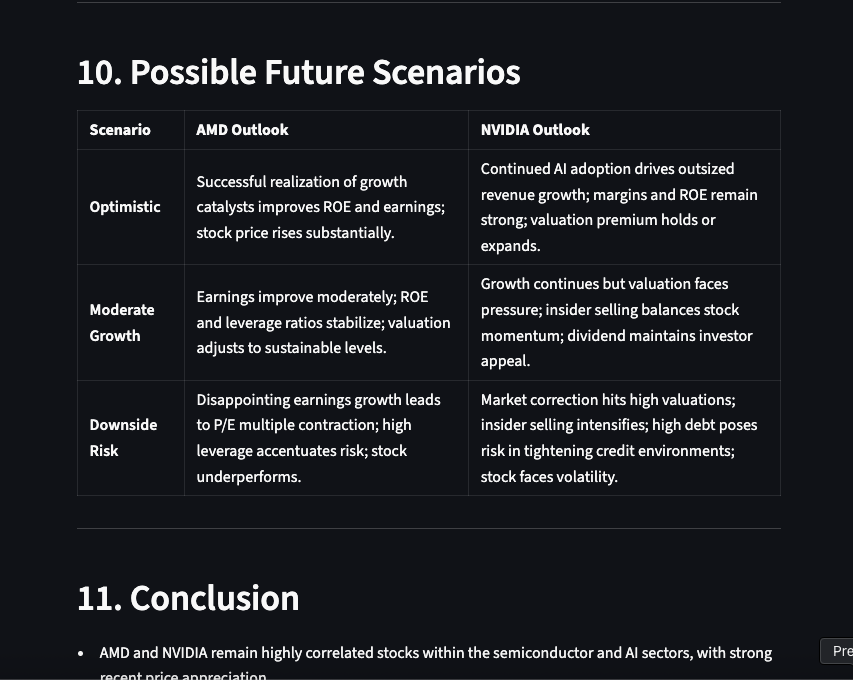 10. Possible Future Scenarios
Scenario
AMD Outlook
NVIDIA Outlook
Optimistic
Successful realization of growth
catalysts improves ROE and earnings;
stock price rises substantially.
Continued AI adoption drives outsized
revenue growth; margins and ROE remain
strong; valuation premium holds or
expands.
Moderate
Growth
Earnings improve moderately; ROE
and leverage ratios stabilize; valuation
adjusts to sustainable levels.
Growth continues but valuation faces
pressure; insider selling balances stock
momentum; dividend maintains investor
appeal.
Downside
Risk
Disappointing earnings growth leads
to P/E multiple contraction; high
leverage accentuates risk; stock
underperforms.
Market correction hits high valuations;
insider selling intensifies; high debt poses
risk in tightening credit environments;
stock faces volatility.
11. Conclusion
• AMD and NVIDIA remain highly correlated stocks within the semiconductor and AI sectors, with strong
recent price appreciation
Pre